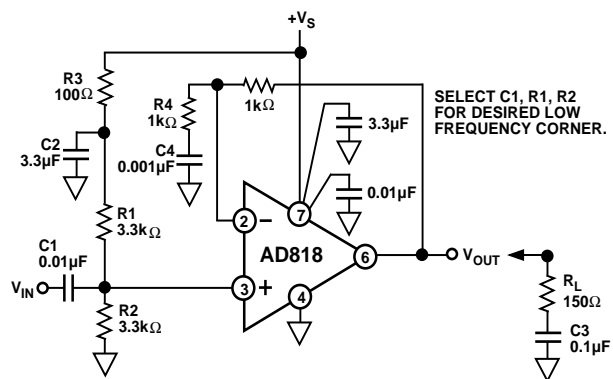 +VS
R3
100Ω
C2
3.3µF
R1
3.3kΩ
C1
0.01µF
VIN
R2
3.3kΩ
R4
1kΩ
C4
0.001µF
1kΩ
3.3µF
0.01µF
SELECT C1, R1, R2
FOR DESIRED LOW
FREQUENCY CORNER.
2
–
7
AD818
3
+
4
6
VOUT
RL
150Ω
C3
0.1µF